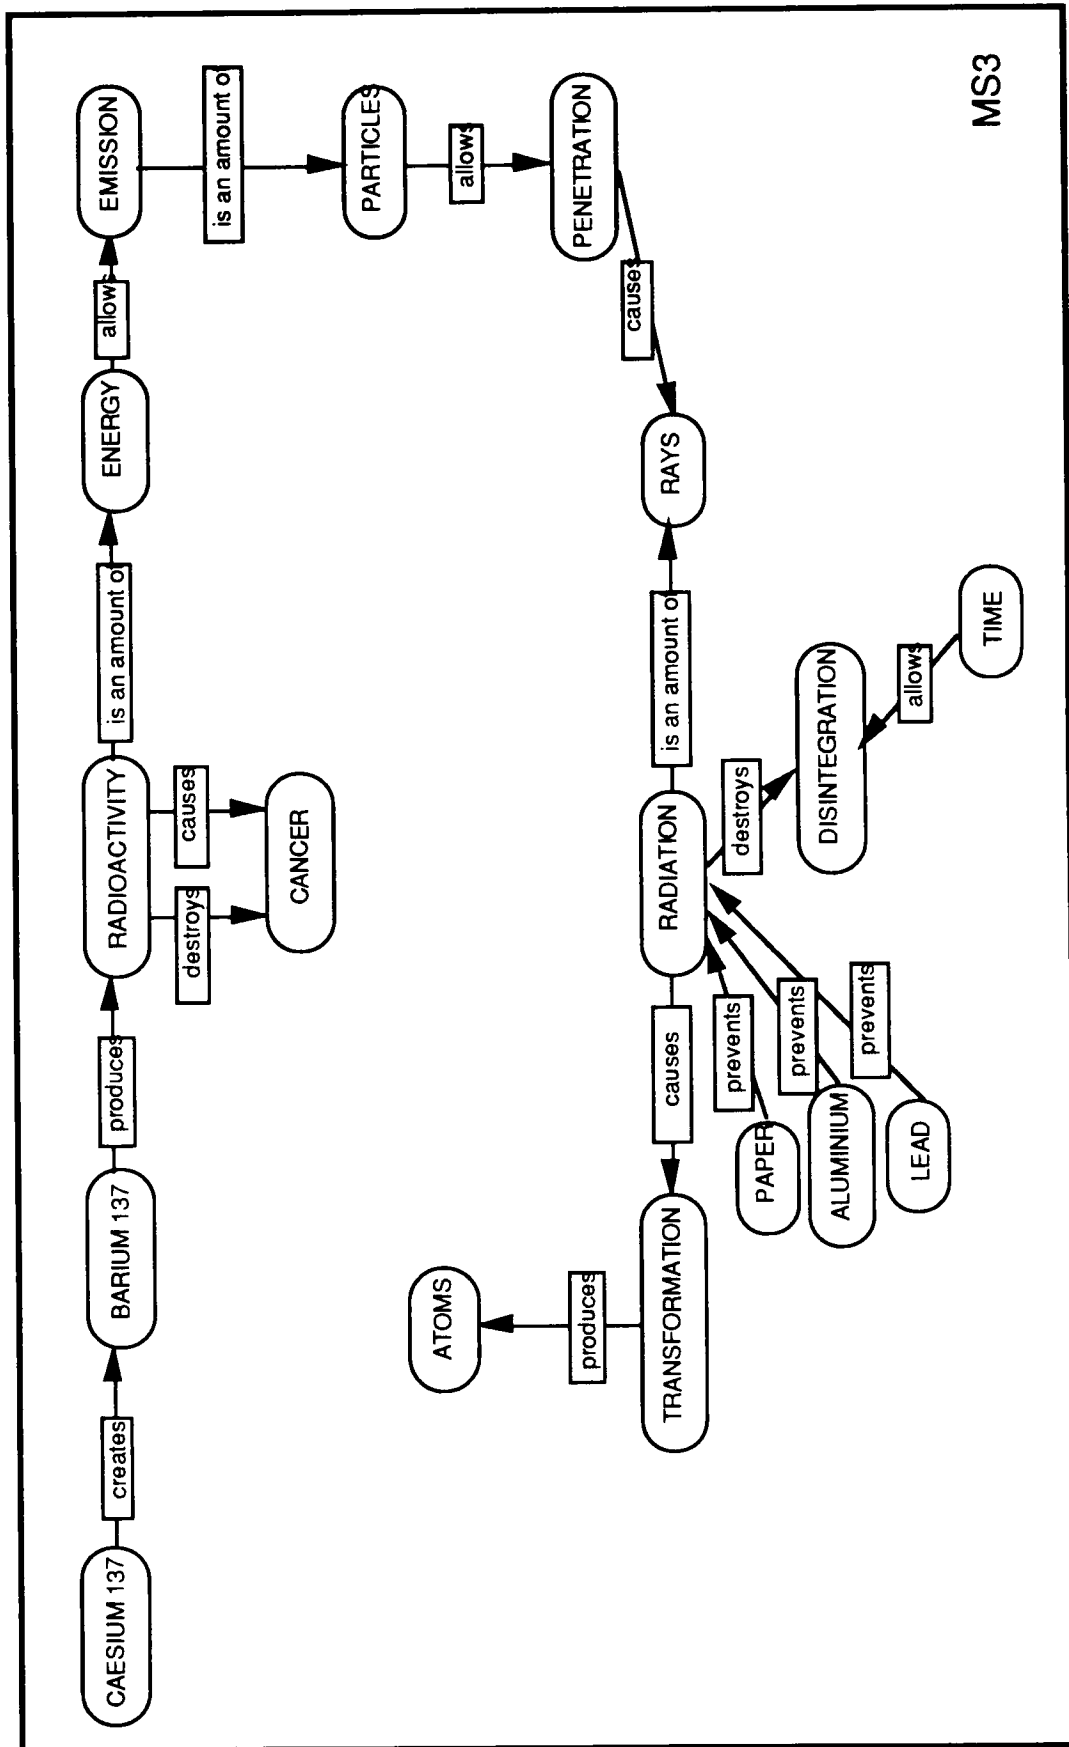 CAESIUM 137
creates
BARIUM 137
produces
RADIOACTIVITY
is an amount of
ENERGY
allows
EMISSION
destroys
causes
CANCER
is an amount of
PARTICLES
allows
PENETRATION
causes
RAYS
ATOMS
produces
TRANSFORMATION
causes
RADIATION
is an amount of
prevents
PAPER
prevents
ALUMINIUM
prevents
LEAD
destroys
DISINTEGRATION
allows
TIME
MS3